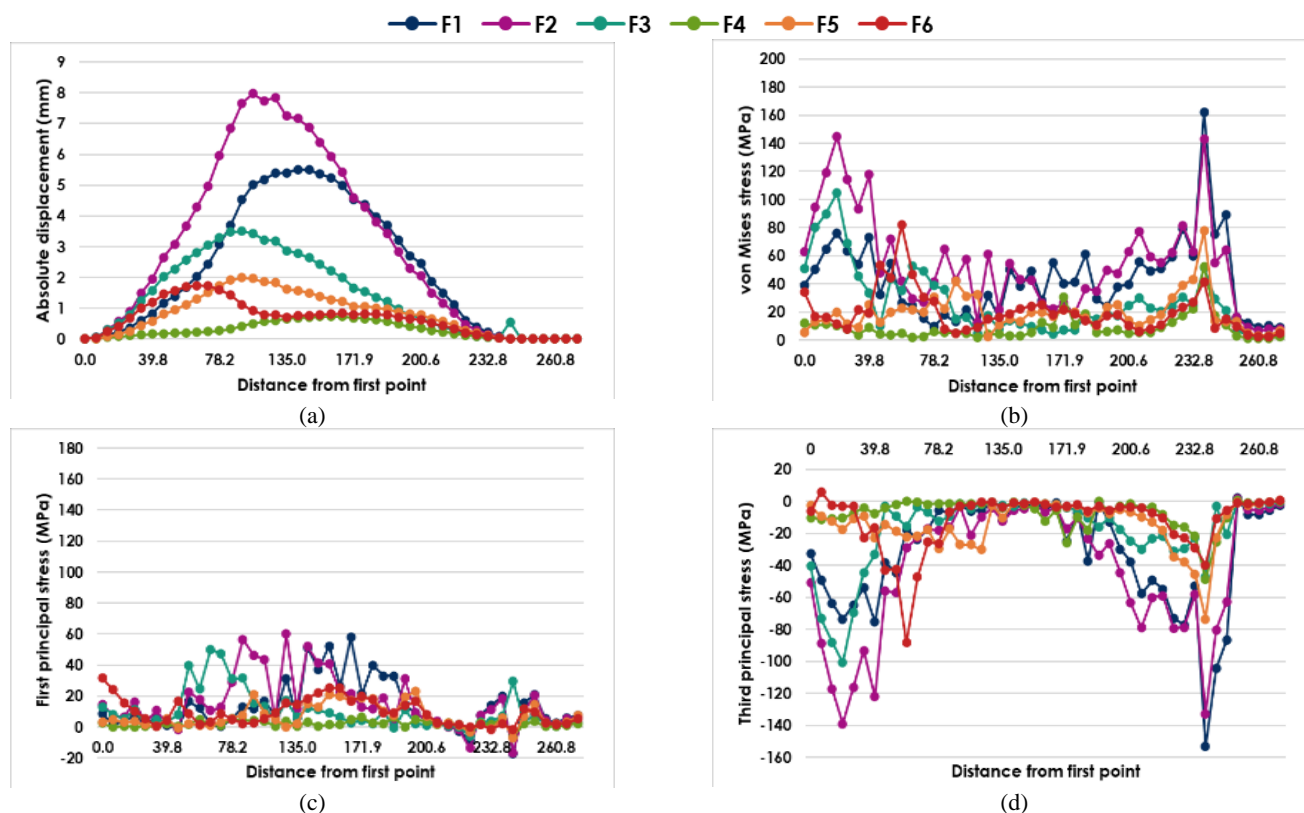 F1 F2 F3 F4 F5 F6
Absolute displacement (mm)
9
8
7
6
5
4
3
2
1
0
0.0 39.8 78.2 135.0 171.9 200.6 232.8 260.8
Distance from first point
(a)
von Mises stress (MPa)
200
180
160
140
120
100
80
60
40
20
0
0.0 39.8 78.2 135.0 171.9 200.6 232.8 260.8
Distance from first point
(b)
First principal stress (MPa)
180
160
140
120
100
80
60
40
20
0
-20
0.0 39.8 78.2 135.0 171.9 200.6 232.8 260.8
Distance from first point
(c)
Third principal stress (MPa)
0 39.8 78.2 135.0 171.9 200.6 232.8 260.8
20
0
-20
-40
-60
-80
-100
-120
-140
-160
Distance from first point
(d)